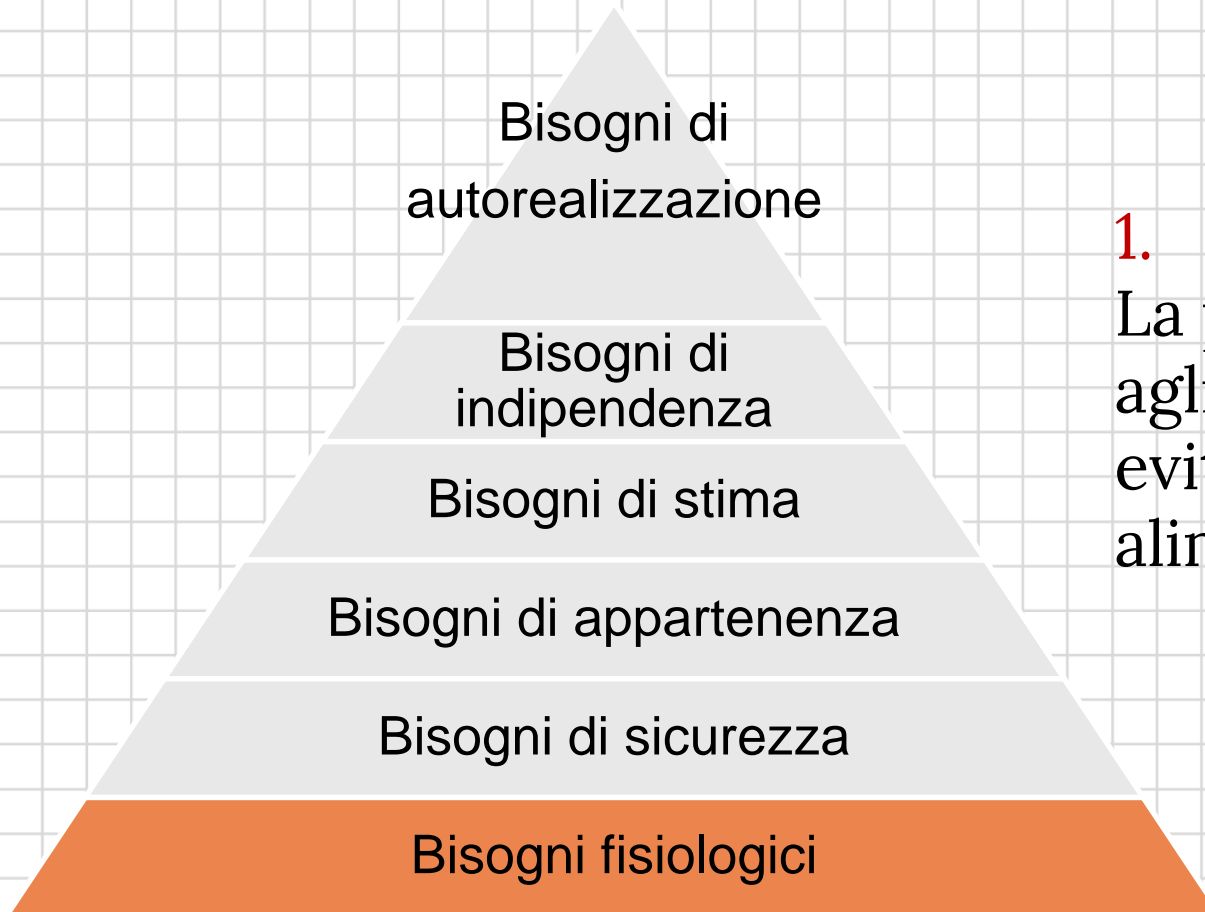 Bisogni di
autorealizzazione
Bisogni di
indipendenza
Bisogni di stima
Bisogni di appartenenza
Bisogni di sicurezza
Bisogni fisiologici
1.
La